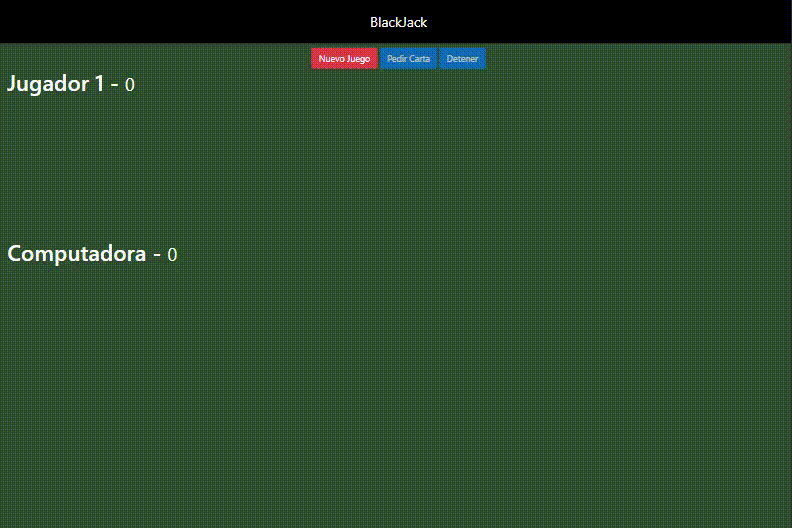 BlackJack
Nuevo Juego Pedir Carta Detener
Jugador 1 - 0
Computadora - 0